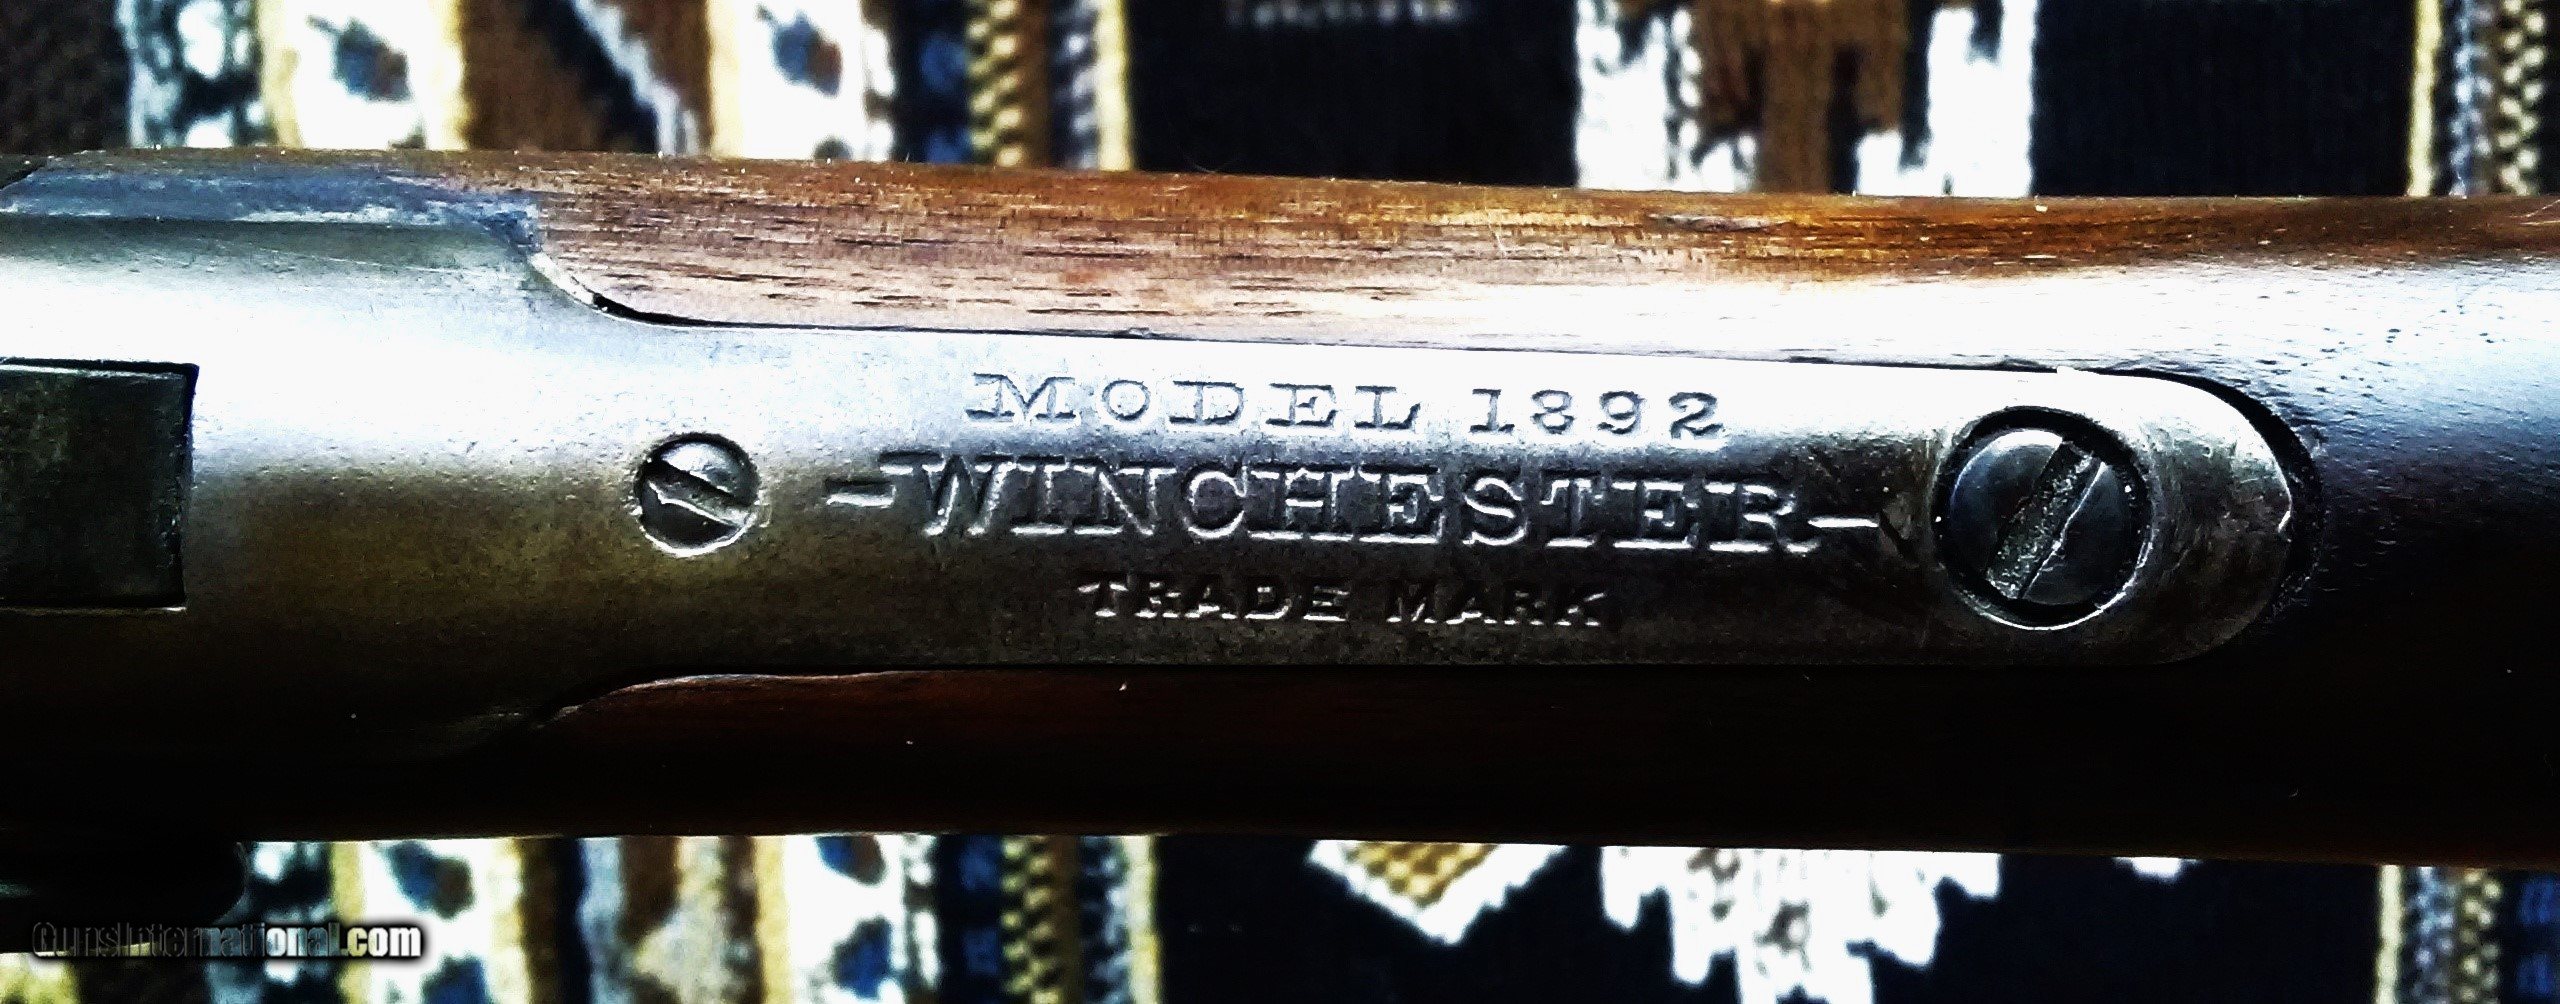 MODEL 1892
-WINCHESTER-
TRADE MARK
GunsInternational.com